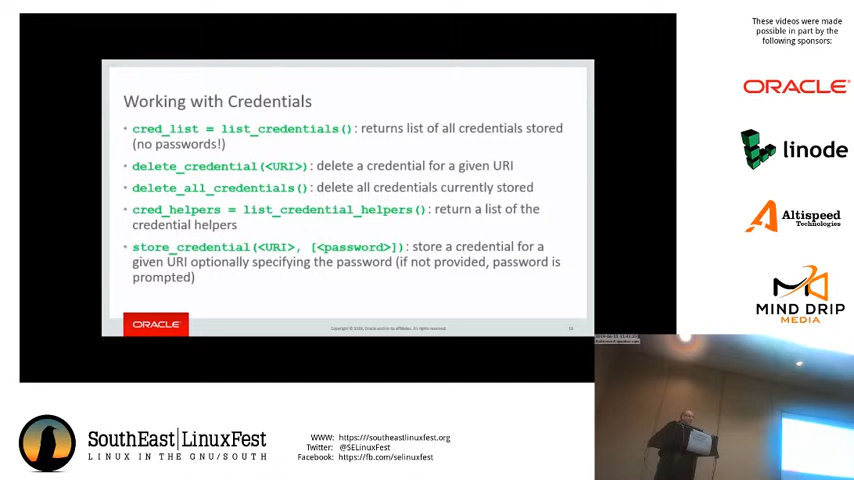 These videos were made
possible in part by the
following sponsors:
ORACLE
linode
Altispeed
Technologies
MIND DRIP
MEDIA
Working with Credentials
• cred_list = list_credentials(): returns list of all credentials stored
(no passwords!)
• delete_credential(<URI>): delete a credential for a given URI
• delete_all_credentials(): delete all credentials currently stored
• cred_helpers = list_credential_helpers(): return a list of the
credential helpers
• store_credential(<URI>, [<password>]): store a credential for a
given URI optionally specifying the password (if not provided, password is
prompted)
ORACLE
SouthEast|LinuxFest
LINUX IN THE GNU/SOUTH
WWW: https:///southeastlinuxfest.org
Twitter: @SELinuxFest
Facebook: https://fb.com/selinuxfest